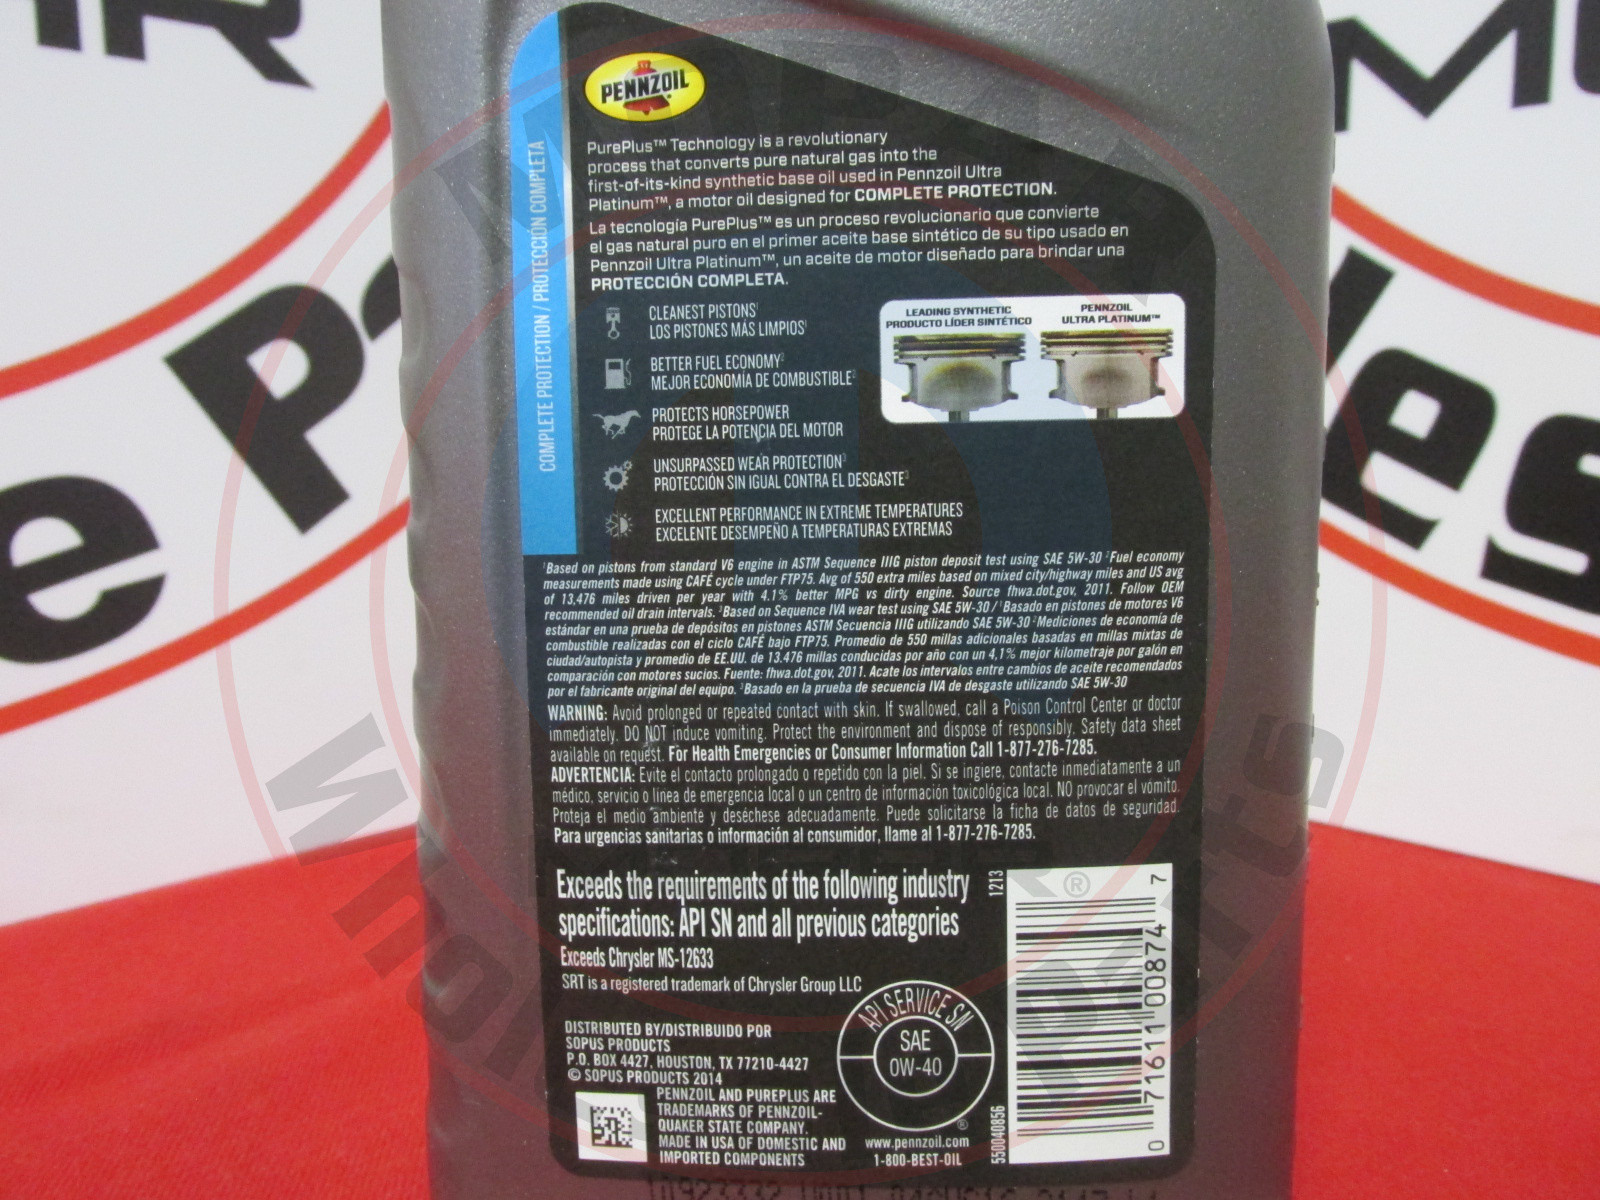 PENNZOIL
COMPLETE PROTECTION / PROTECCIÓN COMPLETA
PurePlus™ Technology is a revolutionary
process that converts pure natural gas into the
first-of-its-kind synthetic base oil used in Pennzoil Ultra
Platinum™, a motor oil designed for COMPLETE PROTECTION.
La tecnología PurePlus™ es un proceso revolucionario que convierte
el gas natural puro en el primer aceite base sintético de su tipo usado en
Pennzoil Ultra Platinum™, un aceite de motor diseñado para brindar una
PROTECCIÓN COMPLETA.
CLEANEST PISTONS¹
LOS PISTONES MÁS LIMPIOS¹
BETTER FUEL ECONOMY²
MEJOR ECONOMÍA DE COMBUSTIBLE²
PROTECTS HORSEPOWER
PROTEGE LA POTENCIA DEL MOTOR
UNSURPASSED WEAR PROTECTION³
PROTECCIÓN SIN IGUAL CONTRA EL DESGASTE³
EXCELLENT PERFORMANCE IN EXTREME TEMPERATURES
EXCELENTE DESEMPEÑO A TEMPERATURAS EXTREMAS
LEADING SYNTHETIC
PRODUCTO LÍDER SINTÉTICO
PENNZOIL
ULTRA PLATINUM™
¹Based on pistons from standard V6 engine in ASTM Sequence IIIG piston deposit test using SAE 5W-30 ²Fuel economy
measurements made using CAFÉ cycle under FTP75. Avg of 550 extra miles based on mixed city/highway miles and US avg
of 13,476 miles driven per year with 4.1% better MPG vs dirty engine. Source fhwa.dot.gov, 2011. Follow OEM
recommended oil drain intervals. ³Based on Sequence IVA wear test using SAE 5W-30 / ¹Basado en pistones de motores V6
estándar en una prueba de depósitos en pistones ASTM Secuencia IIIG utilizando SAE 5W-30 ²Mediciones de economía de
combustible realizadas con el ciclo CAFÉ bajo FTP75. Promedio de 550 millas adicionales basadas en millas mixtas de
ciudad/autopista y promedio de EE.UU. de 13.476 millas conducidas por año con un 4,1% mejor kilometraje por galón en
comparación con motores sucios. Fuente: fhwa.dot.gov, 2011. Acate los intervalos entre cambios de aceite recomendados
por el fabricante original del equipo. ³Basado en la prueba de secuencia IVA de desgaste utilizando SAE 5W-30
WARNING: Avoid prolonged or repeated contact with skin. If swallowed, call a Poison Control Center or doctor
immediately. DO NOT induce vomiting. Protect the environment and dispose of responsibly. Safety data sheet
available on request. For Health Emergencies or Consumer Information Call 1-877-276-7285.
ADVERTENCIA: Evite el contacto prolongado o repetido con la piel. Si se ingiere, contacte inmediatamente a un
médico, servicio o línea de emergencia local o un centro de información toxicológica local. NO provocar el vómito.
Proteja el medio ambiente y deséchese adecuadamente. Puede solicitarse la ficha de datos de seguridad.
Para urgencias sanitarias o información al consumidor, llame al 1-877-276-7285.
Exceeds the requirements of the following industry
specifications: API SN and all previous categories
Exceeds Chrysler MS-12633
SRT is a registered trademark of Chrysler Group LLC
DISTRIBUTED BY/DISTRIBUIDO POR
SOPUS PRODUCTS
P.O. BOX 4427, HOUSTON, TX 77210-4427
© SOPUS PRODUCTS 2014
PENNZOIL AND PUREPLUS ARE
TRADEMARKS OF PENNZOIL-
QUAKER STATE COMPANY.
MADE IN USA OF DOMESTIC AND
IMPORTED COMPONENTS
API SERVICE SN
SAE
0W-40
®
www.pennzoil.com
1-800-BEST-OIL
1213
550040856
0 71611 00874 7